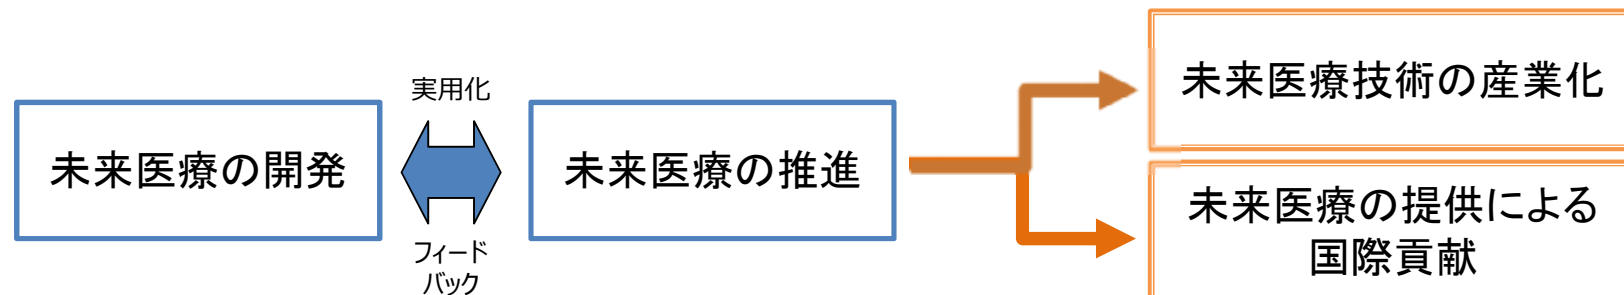 未来医療の開発
実用化
フィード
バック
未来医療の推進
未来医療技術の産業化
未来医療の提供による
国際貢献